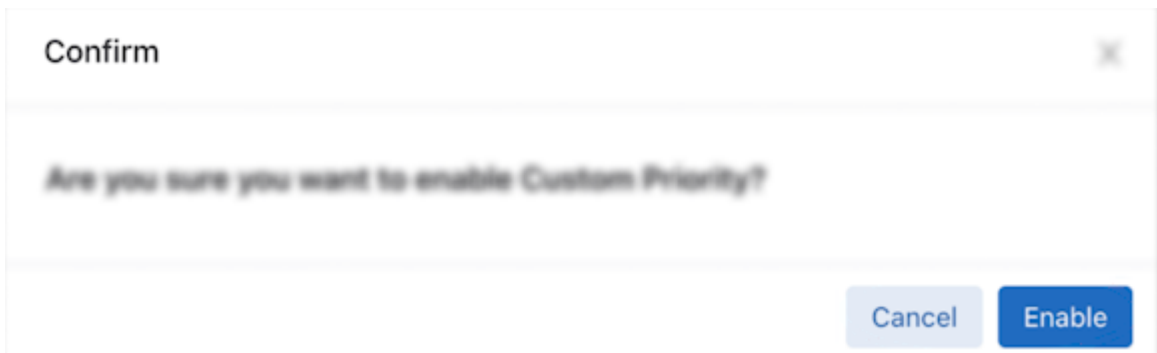 Confirm
Are you sure you want to enable Custom Priority?
Cancel
Enable